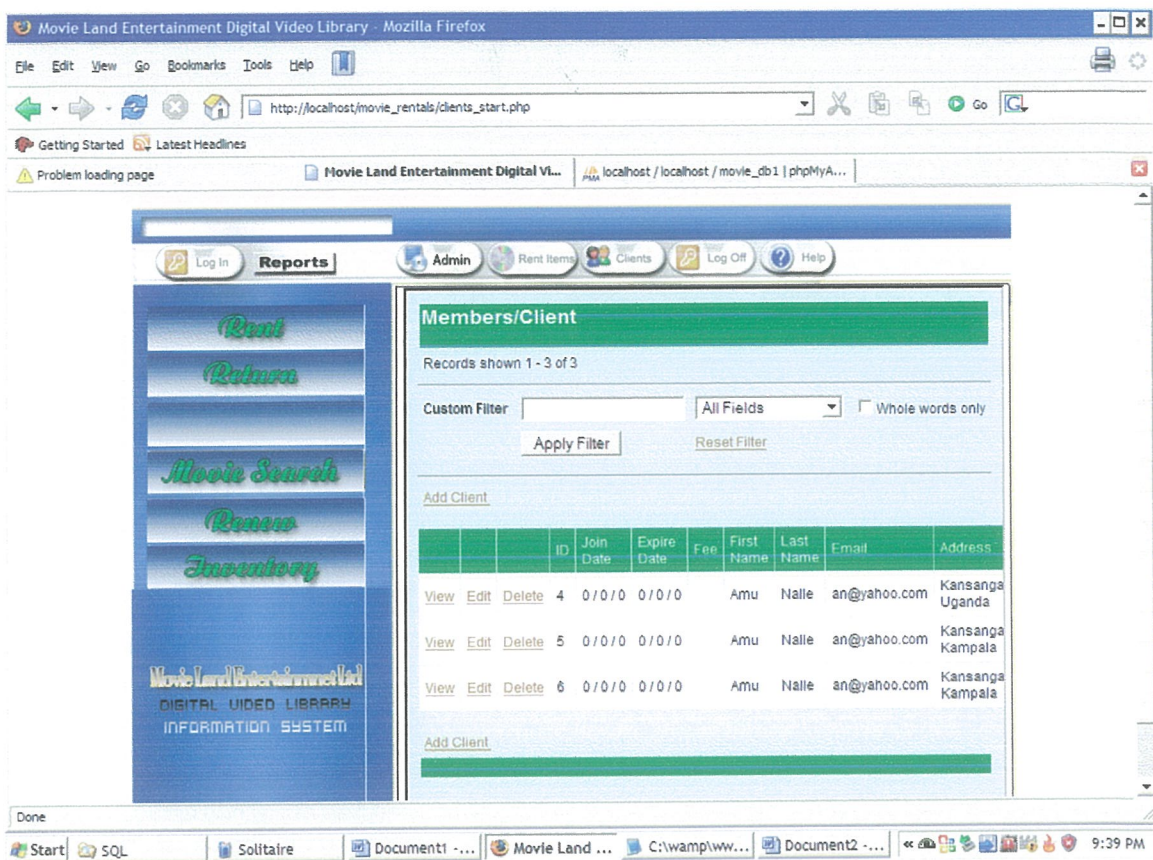 Movie Land Entertainment Digital Video Library - Mozilla Firefox
File Edit View Go Bookmarks Tools Help
http://localhost/movie_rentals/clients_start.php Go
Getting Started Latest Headlines
Problem loading page Movie Land Entertainment Digital Vi... localhost / localhost / movie_db1 | phpMyA...
Log In Reports Admin Rent Items Clients Log Off Help
Rent
Return
Movie Search
Renew
Inventory
Movie Land Entertainmnet Ltd
DIGITAL VIDEO LIBRARY
INFORMATION SYSTEM
Members/Client
Records shown 1 - 3 of 3
Custom Filter All Fields Whole words only
Apply Filter Reset Filter
Add Client
ID Join Date Expire Date Fee First Name Last Name Email Address
View Edit Delete 4 0/0/0 0/0/0 Amu Nalle an@yahoo.com Kansanga Uganda
View Edit Delete 5 0/0/0 0/0/0 Amu Nalle an@yahoo.com Kansanga Kampala
View Edit Delete 6 0/0/0 0/0/0 Amu Nalle an@yahoo.com Kansanga Kampala
Add Client
Done
Start SQL Solitaire Document1 -... Movie Land ... C:\wamp\ww... Document2 -... « 9:39 PM